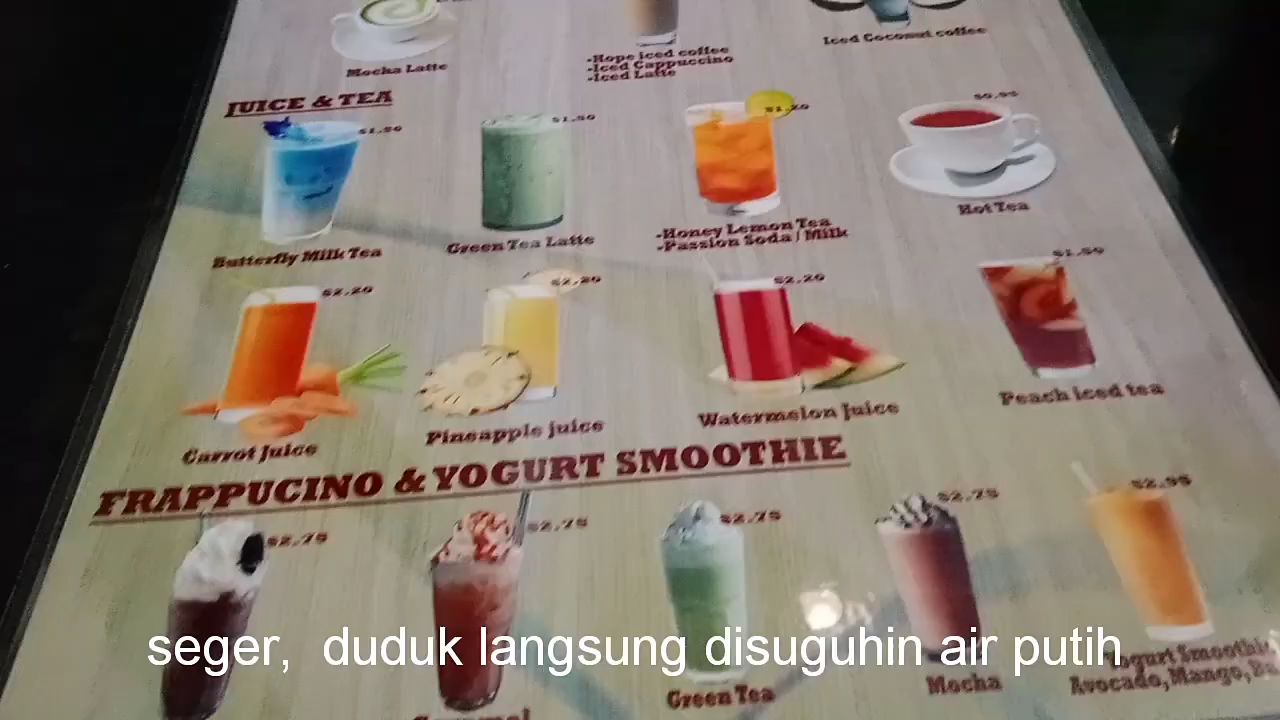 Mocha Latte
-Hope iced coffee
-Iced Cappuccino
-Iced Latte
Iced Coconut coffee
JUICE & TEA
$1.50
$1.50
$1.20
$0.95
Butterfly Milk Tea
Green Tea Latte
-Honey Lemon Tea
-Passion Soda / Milk
Hot Tea
$2.20
$2.20
$2.20
$1.50
Carrot Juice
Pineapple juice
Watermelon Juice
Peach iced tea
FRAPPUCINO & YOGURT SMOOTHIE
$2.75
$2.75
$2.75
$2.75
$2.95
Caramel
Green Tea
Mocha
Yogurt Smoothie
Avocado, Mango,
seger, duduk langsung disuguhin air putih